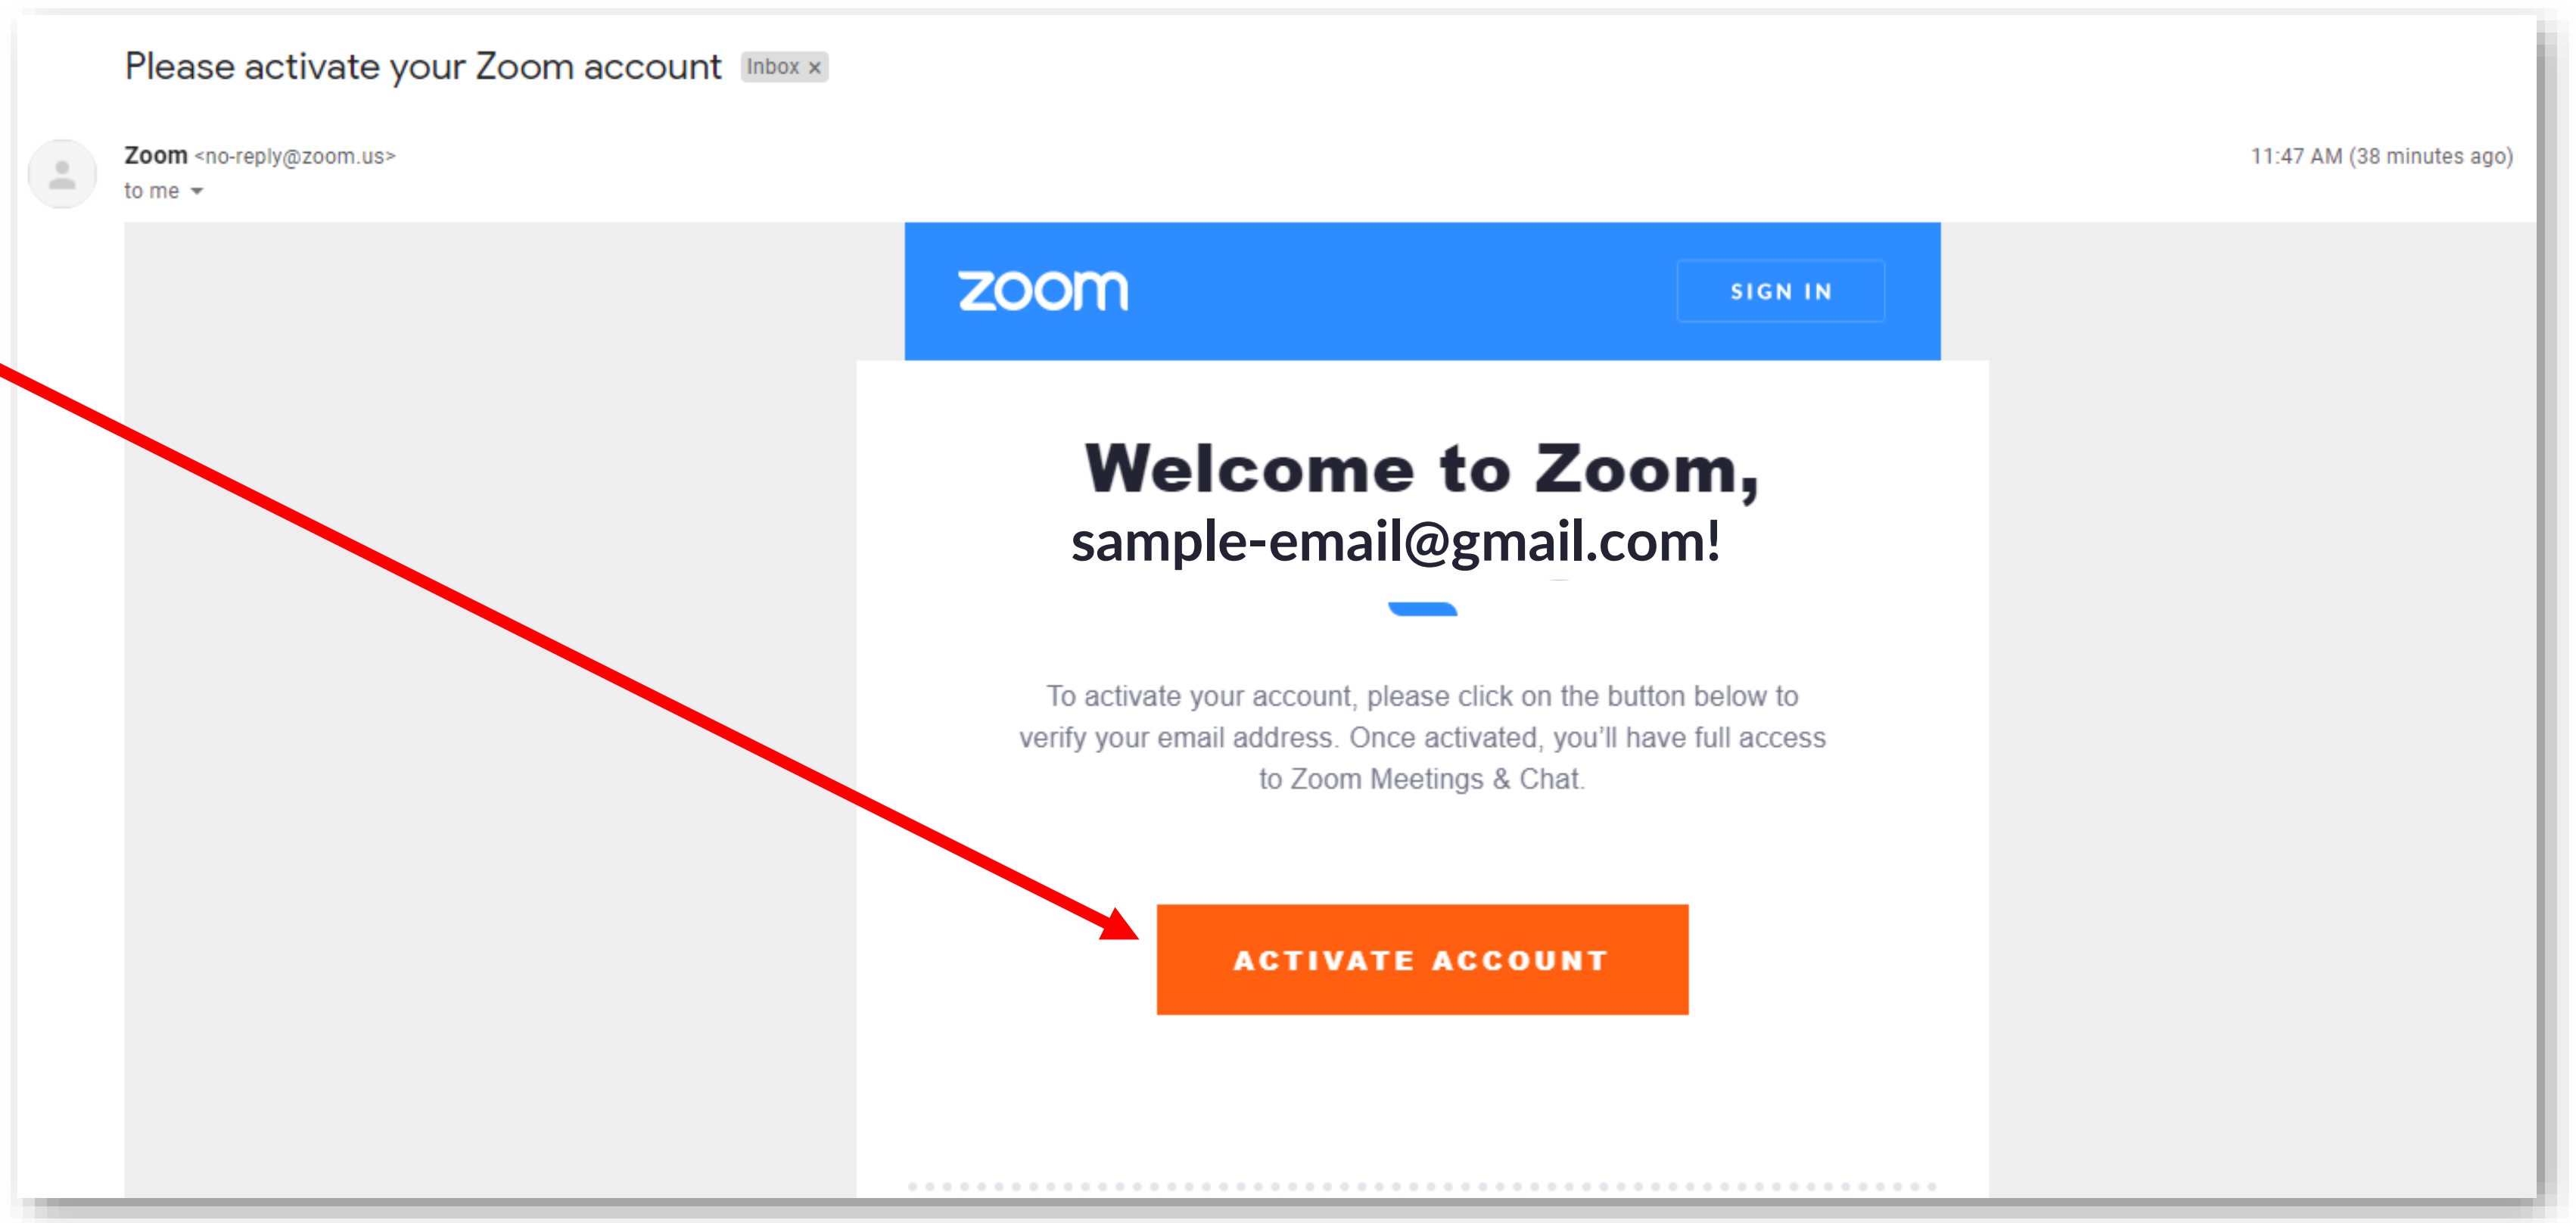 Please activate your Zoom account Inbox x
Zoom <no-reply@zoom.us>
11:47 AM (38 minutes ago)
to me
zoom
SIGN IN
Welcome to Zoom,
sample-email@gmail.com!
To activate your account, please click on the button below to
verify your email address. Once activated, you'll have full access
to Zoom Meetings & Chat.
ACTIVATE ACCOUNT